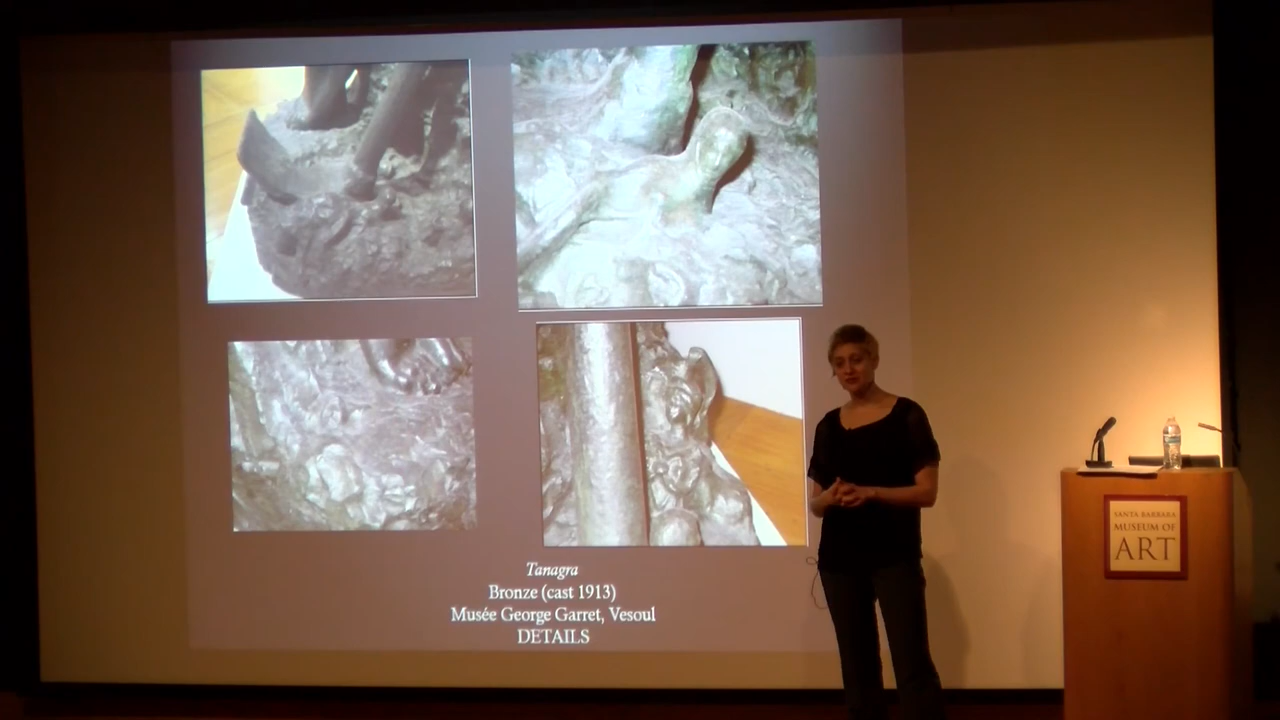 Tanagra
Bronze (cast 1913)
Musée George Garret, Vesoul
DETAILS
SANTA BARBARA
MUSEUM OF
ART